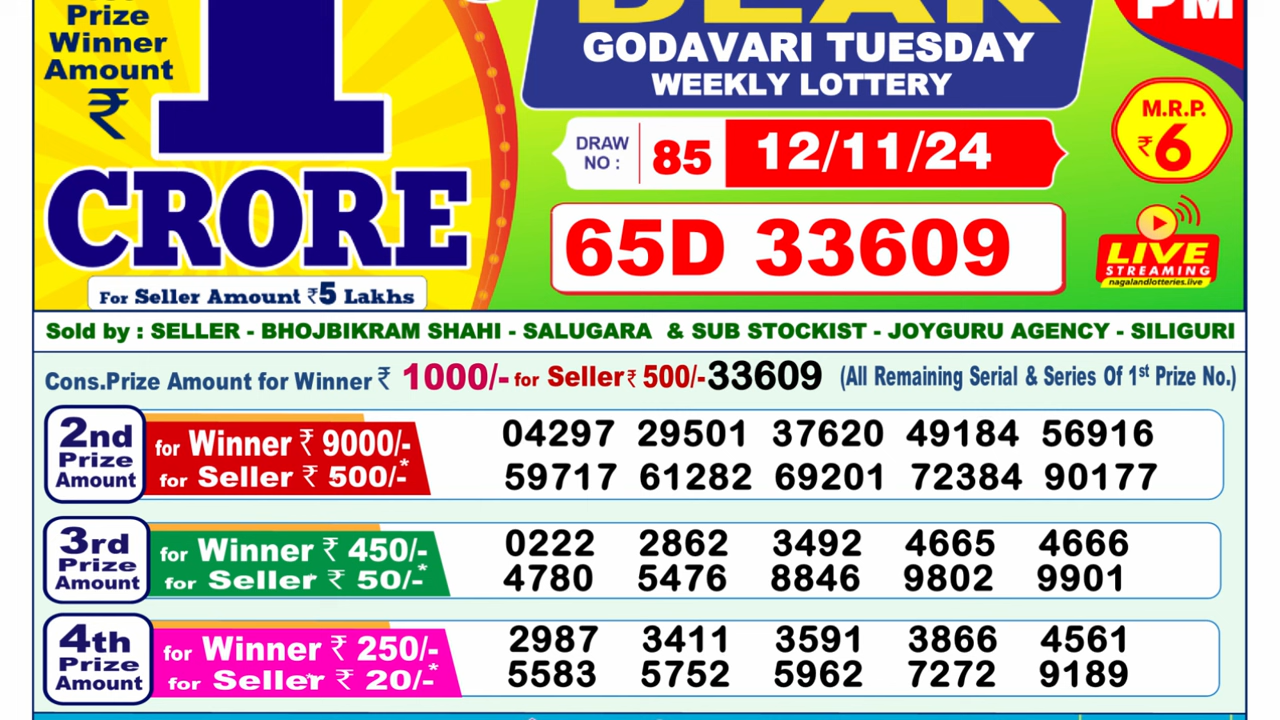 Prize
Winner
Amount
₹
1
CRORE
For Seller Amount ₹5 Lakhs
DEAR
GODAVARI TUESDAY
WEEKLY LOTTERY
PM
DRAW NO : 85 12/11/24
M.R.P.
₹6
65D 33609
LIVE
STREAMING
nagalandlotteries.live
Sold by : SELLER - BHOJBIKRAM SHAHI - SALUGARA & SUB STOCKIST - JOYGURU AGENCY - SILIGURI
Cons.Prize Amount for Winner ₹ 1000/- for Seller ₹ 500/- 33609 (All Remaining Serial & Series Of 1st Prize No.)
2nd
Prize
Amount
for Winner ₹ 9000/-
for Seller ₹ 500/-*
04297 29501 37620 49184 56916
59717 61282 69201 72384 90177
3rd
Prize
Amount
for Winner ₹ 450/-
for Seller ₹ 50/-*
0222 2862 3492 4665 4666
4780 5476 8846 9802 9901
4th
Prize
Amount
for Winner ₹ 250/-
for Seller ₹ 20/-*
2987 3411 3591 3866 4561
5583 5752 5962 7272 9189